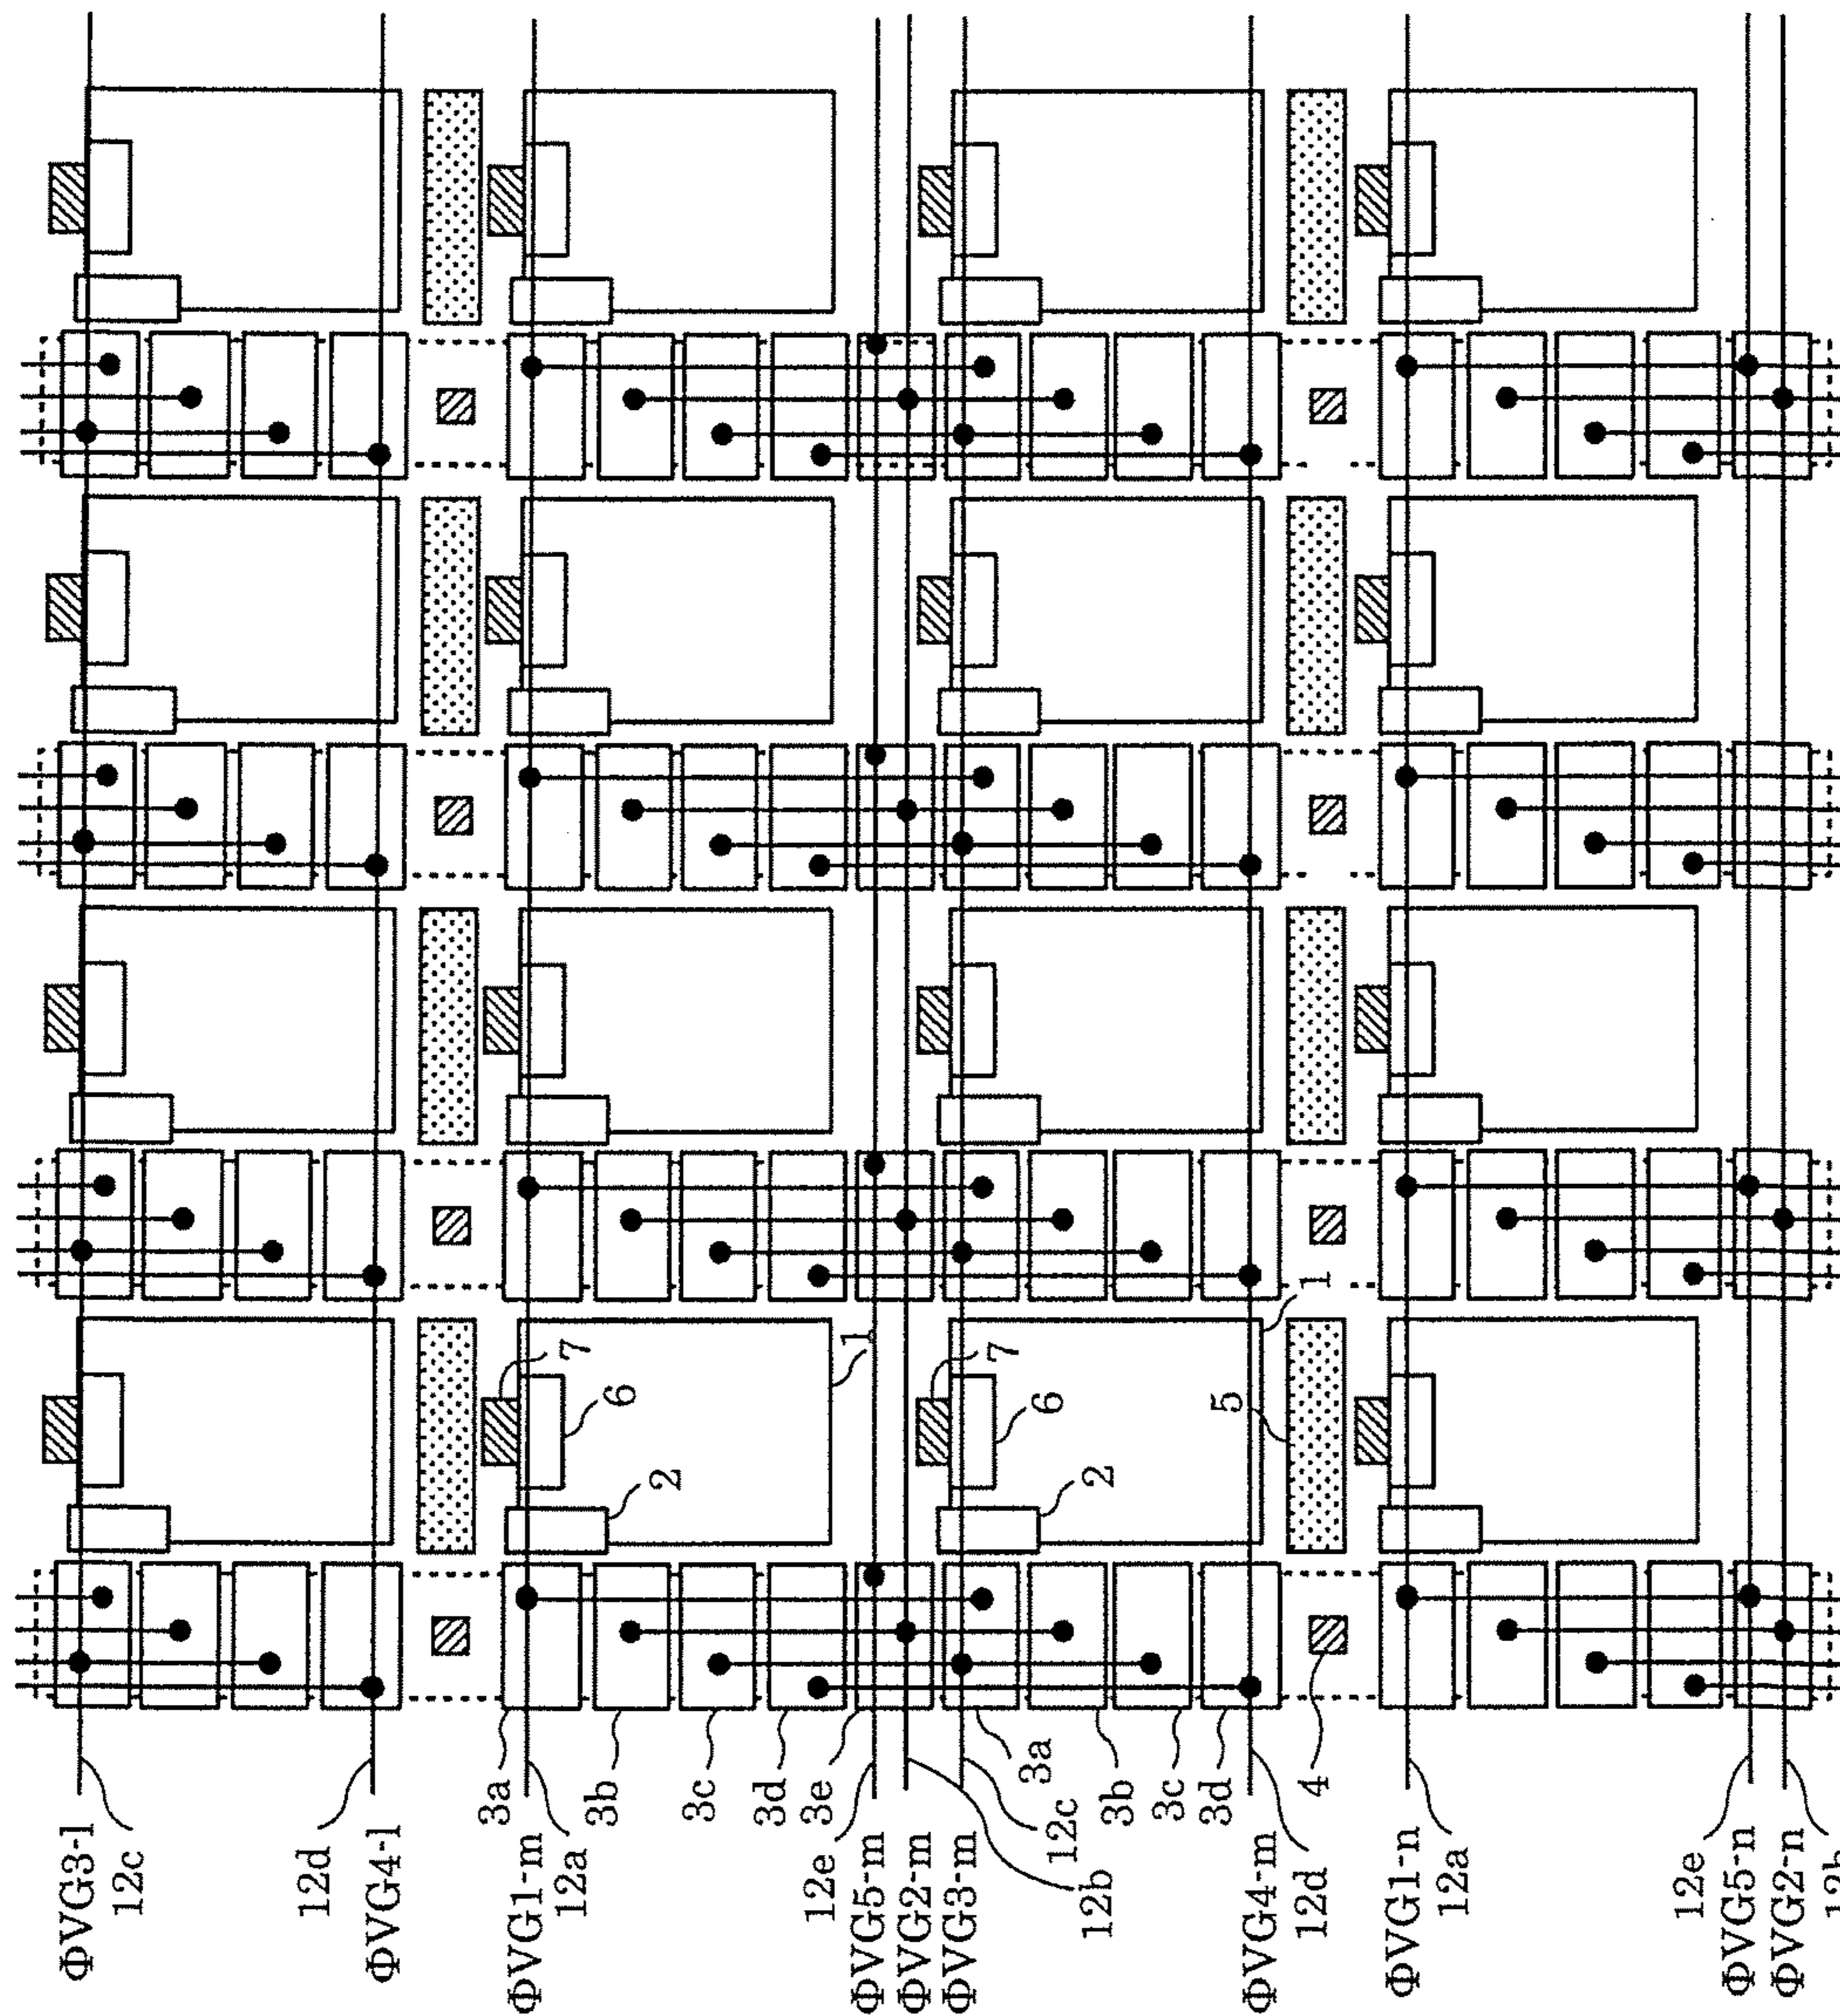 ΦVG3-l
12c
12d
ΦVG4-l
3a
ΦVG1-m
12a
3b
3c
3d
3e
12e
ΦVG5-m
ΦVG2-m
ΦVG3-m
7
6
2
1
3a
12c
12b
3b
3c
3d
ΦVG4-m
12d
7
6
2
5
1
4
ΦVG1-n
12a
12e
ΦVG5-n
ΦVG2-n
12b